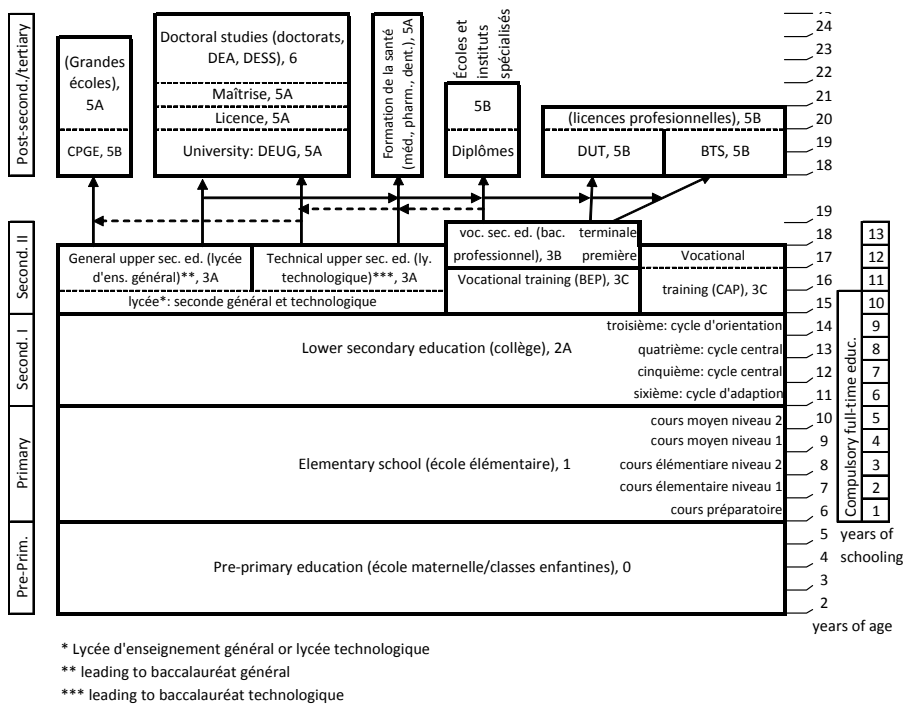 Post-second./tertiary
(Grandes
écoles),
5A
CPGE, 5B
Doctoral studies (doctorats,
DEA, DESS), 6
Maîtrise, 5A
Licence, 5A
University: DEUG, 5A
Formation de la santé
(méd., pharm., dent.), 5A
Écoles et
instituts
spécialisés
5B
Diplômes
(licences profesionnelles), 5B
DUT, 5B
BTS, 5B
24
23
22
21
20
19
18
Second. II
General upper sec. ed. (lycée
d'ens. général)**, 3A
Technical upper sec. ed. (ly.
technologique)***, 3A
lycée*: seconde général et technologique
voc. sec. ed. (bac. terminale
professionnel), 3B première
Vocational training (BEP), 3C
Vocational
training (CAP), 3C
19
18
17
16
15
Second. I
Lower secondary education (collège), 2A
troisième: cycle d'orientation
quatrième: cycle central
cinquième: cycle central
sixième: cycle d'adaption
14
13
12
11
Primary
Elementary school (école élémentaire), 1
cours moyen niveau 2
cours moyen niveau 1
cours élémentiare niveau 2
cours élementaire niveau 1
cours préparatoire
10
9
8
7
6
Pre-Prim.
Pre-primary education (école maternelle/classes enfantines), 0
5
4
3
2
years of age
Compulsory full-time educ.
13
12
11
10
9
8
7
6
5
4
3
2
1
years of
schooling
* Lycée d'enseignement général or lycée technologique
** leading to baccalauréat général
*** leading to baccalauréat technologique